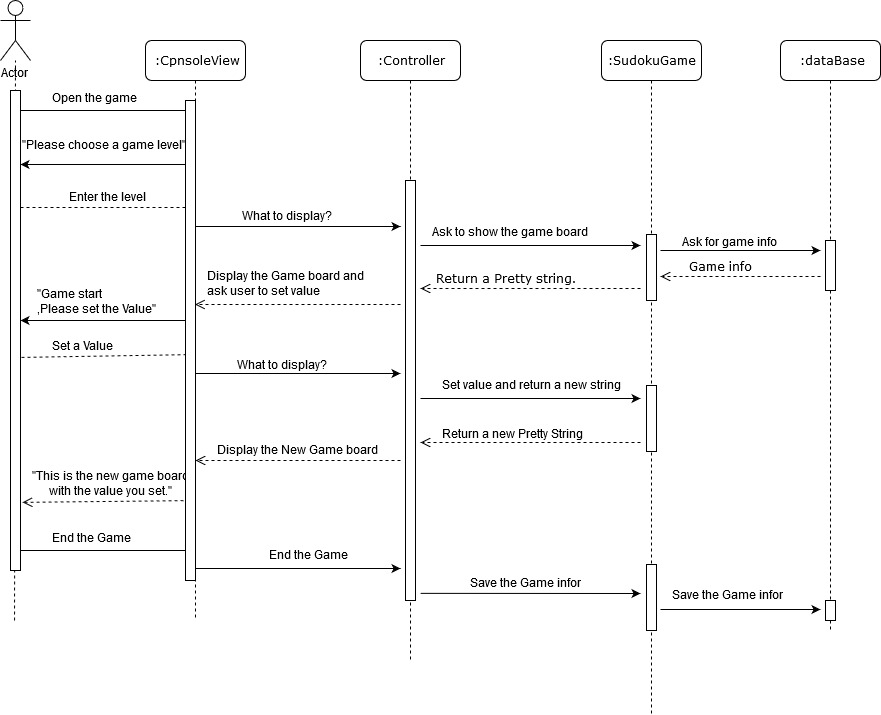 Actor
:CpnsoleView
:Controller
:SudokuGame
:dataBase
Open the game
"Please choose a game level"
Enter the level
What to display?
Ask to show the game board
Ask for game info
Game info
Return a Pretty string.
Display the Game board and
ask user to set value
"Game start
,Please set the Value"
Set a Value
What to display?
Set value and return a new string
Return a new Pretty String
Display the New Game board
"This is the new game board
with the value you set."
End the Game
End the Game
Save the Game infor
Save the Game infor